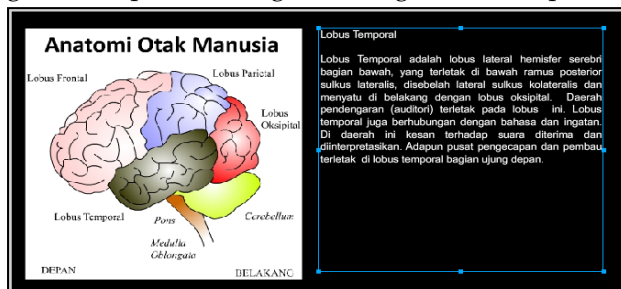 Anatomi Otak Manusia
Lobus Frontal
Lobus Parietal
Lobus
Oksipital
Lobus Temporal
Pons
Cerebellum
Medulla
Oblongata
DEPAN
BELAKANG
Lobus Temporal
Lobus Temporal adalah lobus lateral hemisfer serebri
bagian bawah, yang terletak di bawah ramus posterior
sulkus lateralis, disebelah lateral sulkus kolateralis dan
menyatu di belakang dengan lobus oksipital. Daerah
pendengaran (auditori) terletak pada lobus ini. Lobus
temporal juga berhubungan dengan bahasa dan ingatan.
Di daerah ini kesan terhadap suara diterima dan
diinterpretasikan. Adapun pusat pengecapan dan pembau
terletak di lobus temporal bagian ujung depan.